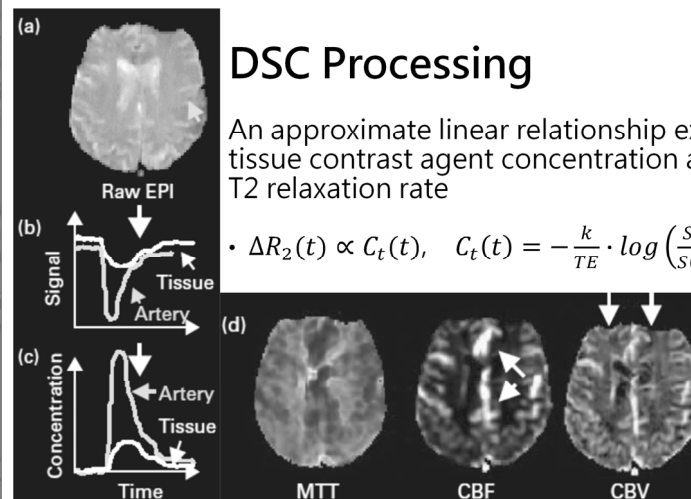 (a)
Raw EPI
DSC Processing
An approximate linear relationship
tissue contrast agent concentration
T2 relaxation rate
• ΔR₂(t) ∝ Cₜ(t), Cₜ(t) = −k/TE · log(S
(b)
Signal
Tissue
Artery
(c)
Concentration
Artery
Tissue
Time
(d)
MTT
CBF
CBV